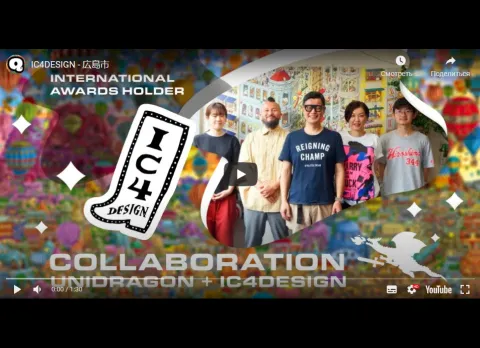 IC4DESIGN - 広島市
Смотреть ...
Поделиться
INTERNATIONAL
AWARDS HOLDER
IC4
DESIGN
REIGNING
CHAMP
COLLABORATION
UNIDRAGON + IC4DESIGN
0:00 / 1:30
YouTube